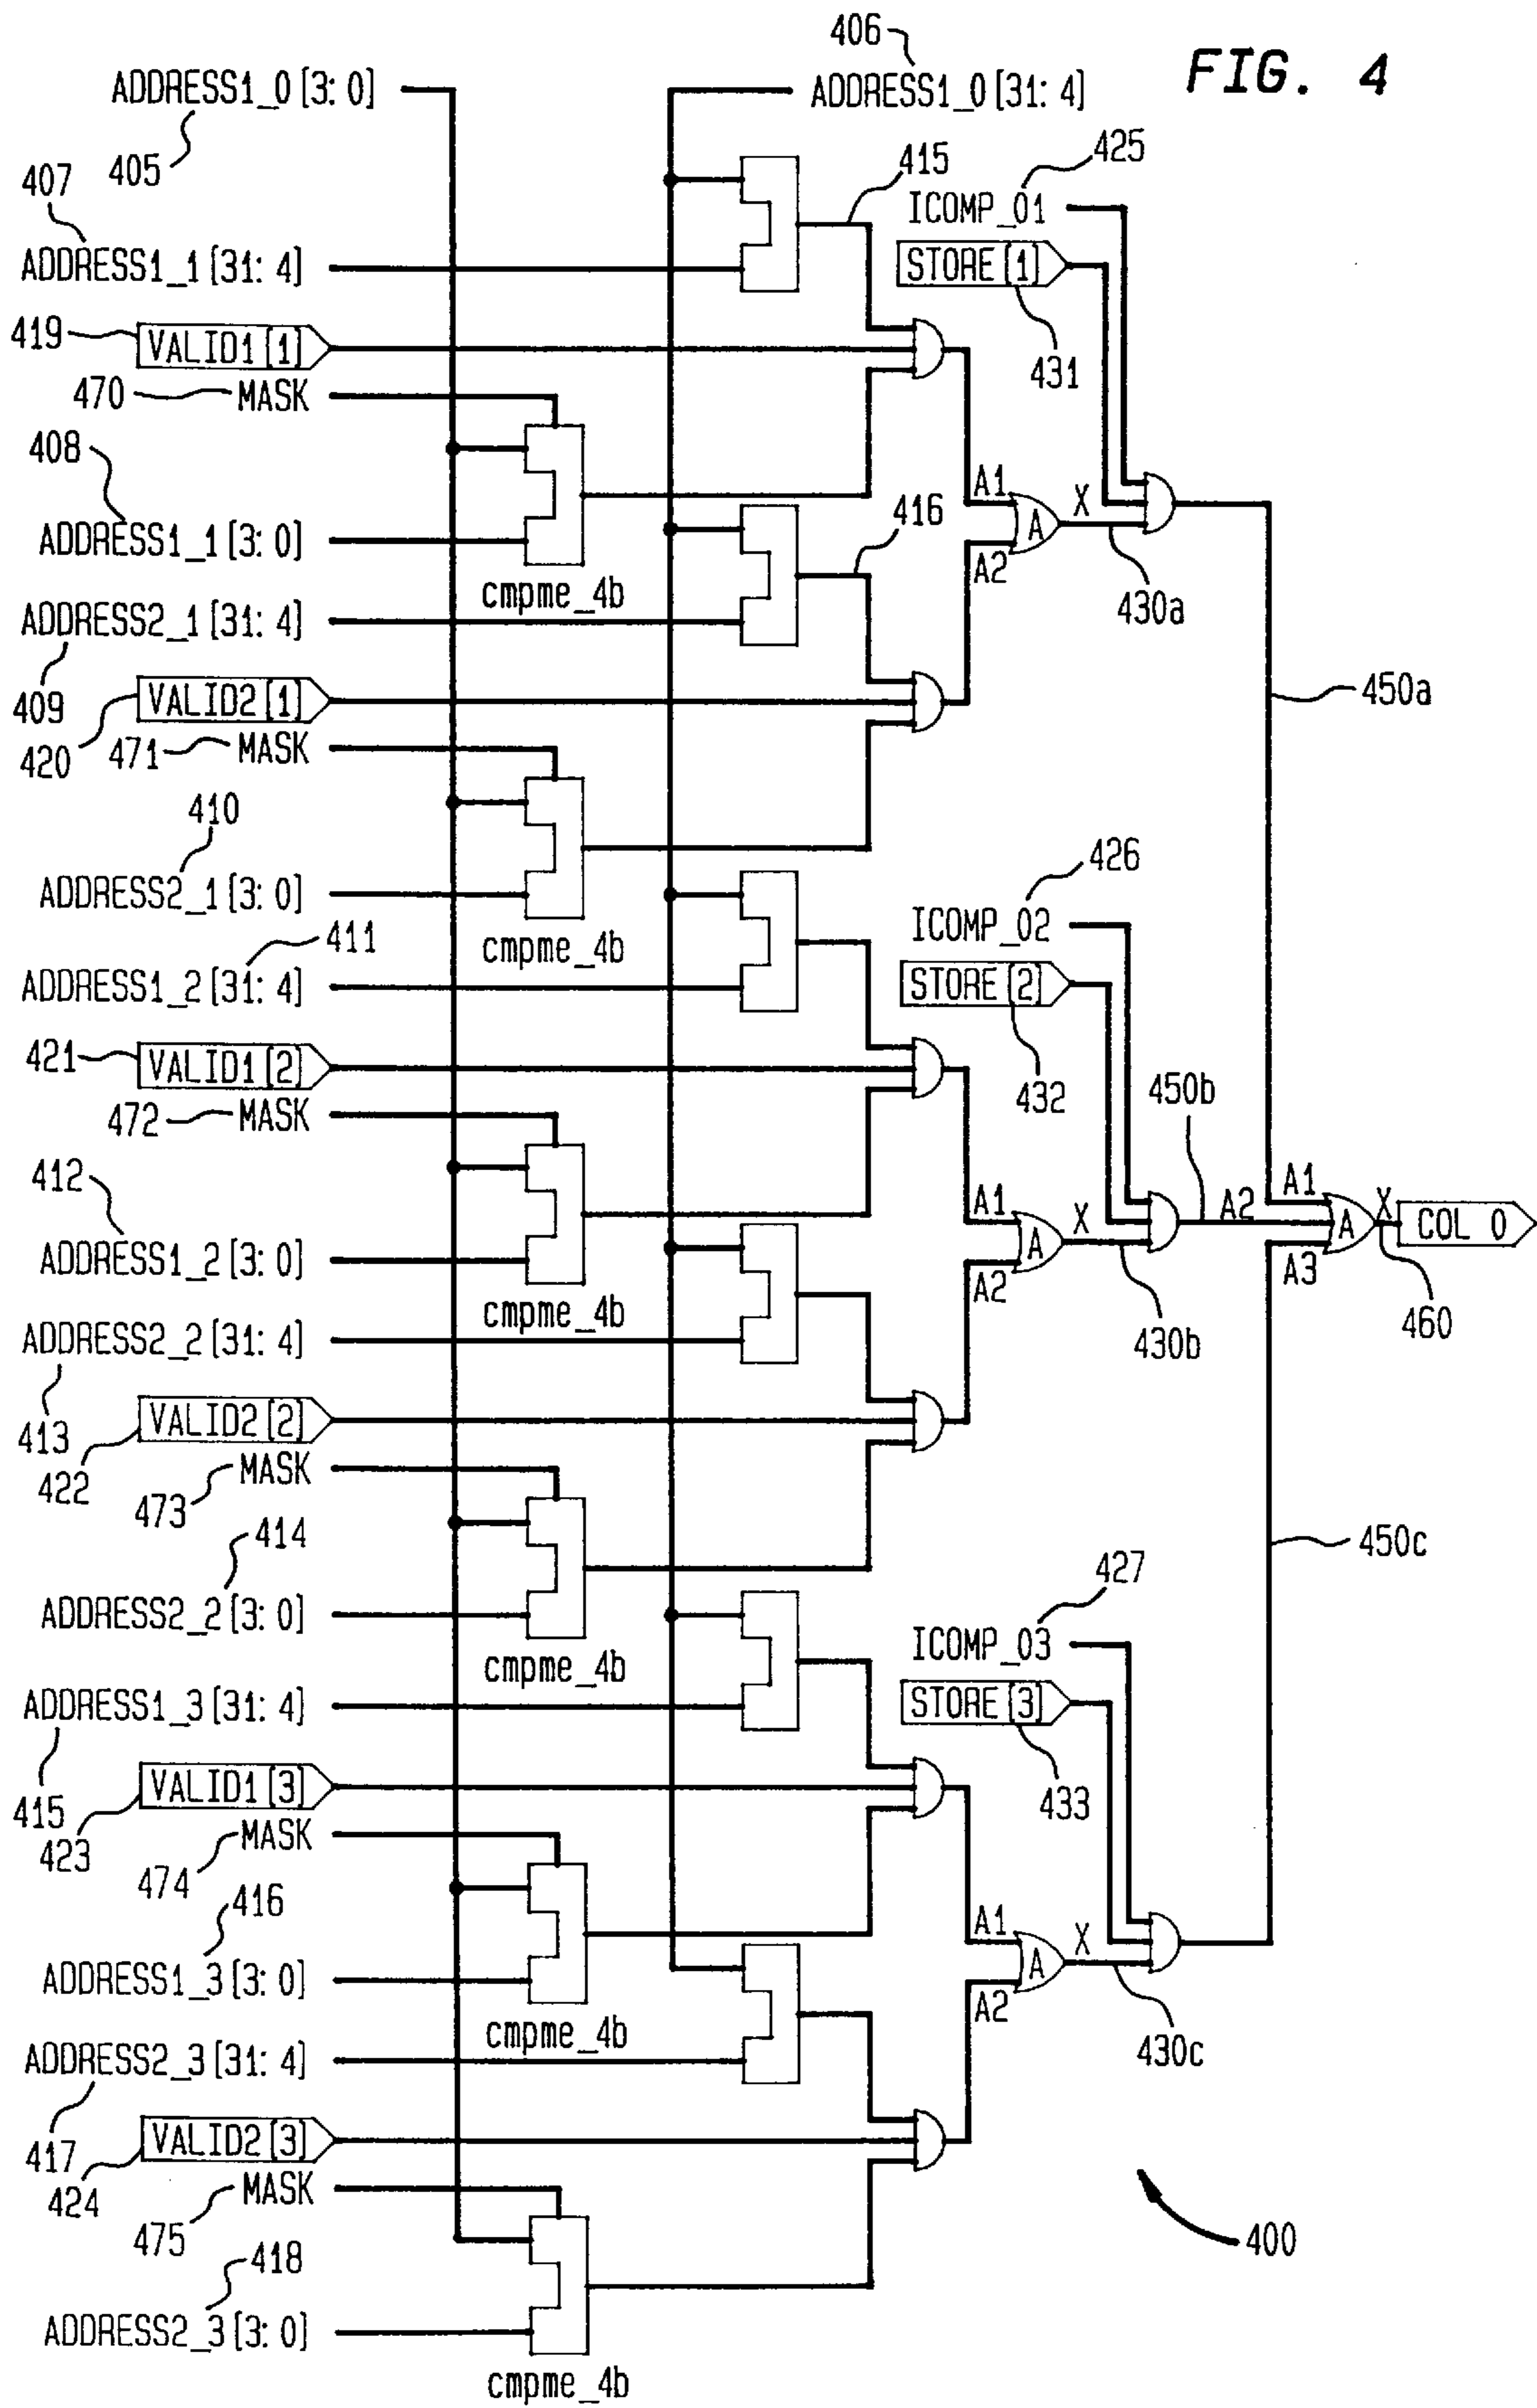 FIG. 4
406
ADDRESS1_0 [3: 0]
ADDRESS1_0 [31: 4]
405
415
425
407
ICOMP_01
ADDRESS1_1 [31: 4]
STORE [1]
419
VALID1 [1]
431
470
MASK
408
A1
X
416
A
ADDRESS1_1 [3: 0]
A2
cmpme_4b
430a
ADDRESS2_1 [31: 4]
409
VALID2 [1]
450a
420
471
MASK
410
426
ADDRESS2_1 [3: 0]
ICOMP_02
411
cmpme_4b
ADDRESS1_2 [31: 4]
STORE [2]
421
VALID1 [2]
432
450b
472
MASK
412
A1
X
A2
A1
A
X
COL 0
A
ADDRESS1_2 [3: 0]
A2
A3
cmpme_4b
460
ADDRESS2_2 [31: 4]
430b
413
VALID2 [2]
422
473
MASK
414
450c
427
ADDRESS2_2 [3: 0]
ICOMP_03
cmpme_4b
ADDRESS1_3 [31: 4]
STORE [3]
415
VALID1 [3]
433
423
474
MASK
416
A1
X
A
ADDRESS1_3 [3: 0]
A2
cmpme_4b
430c
ADDRESS2_3 [31: 4]
417
VALID2 [3]
424
MASK
475
400
418
ADDRESS2_3 [3: 0]
cmpme_4b